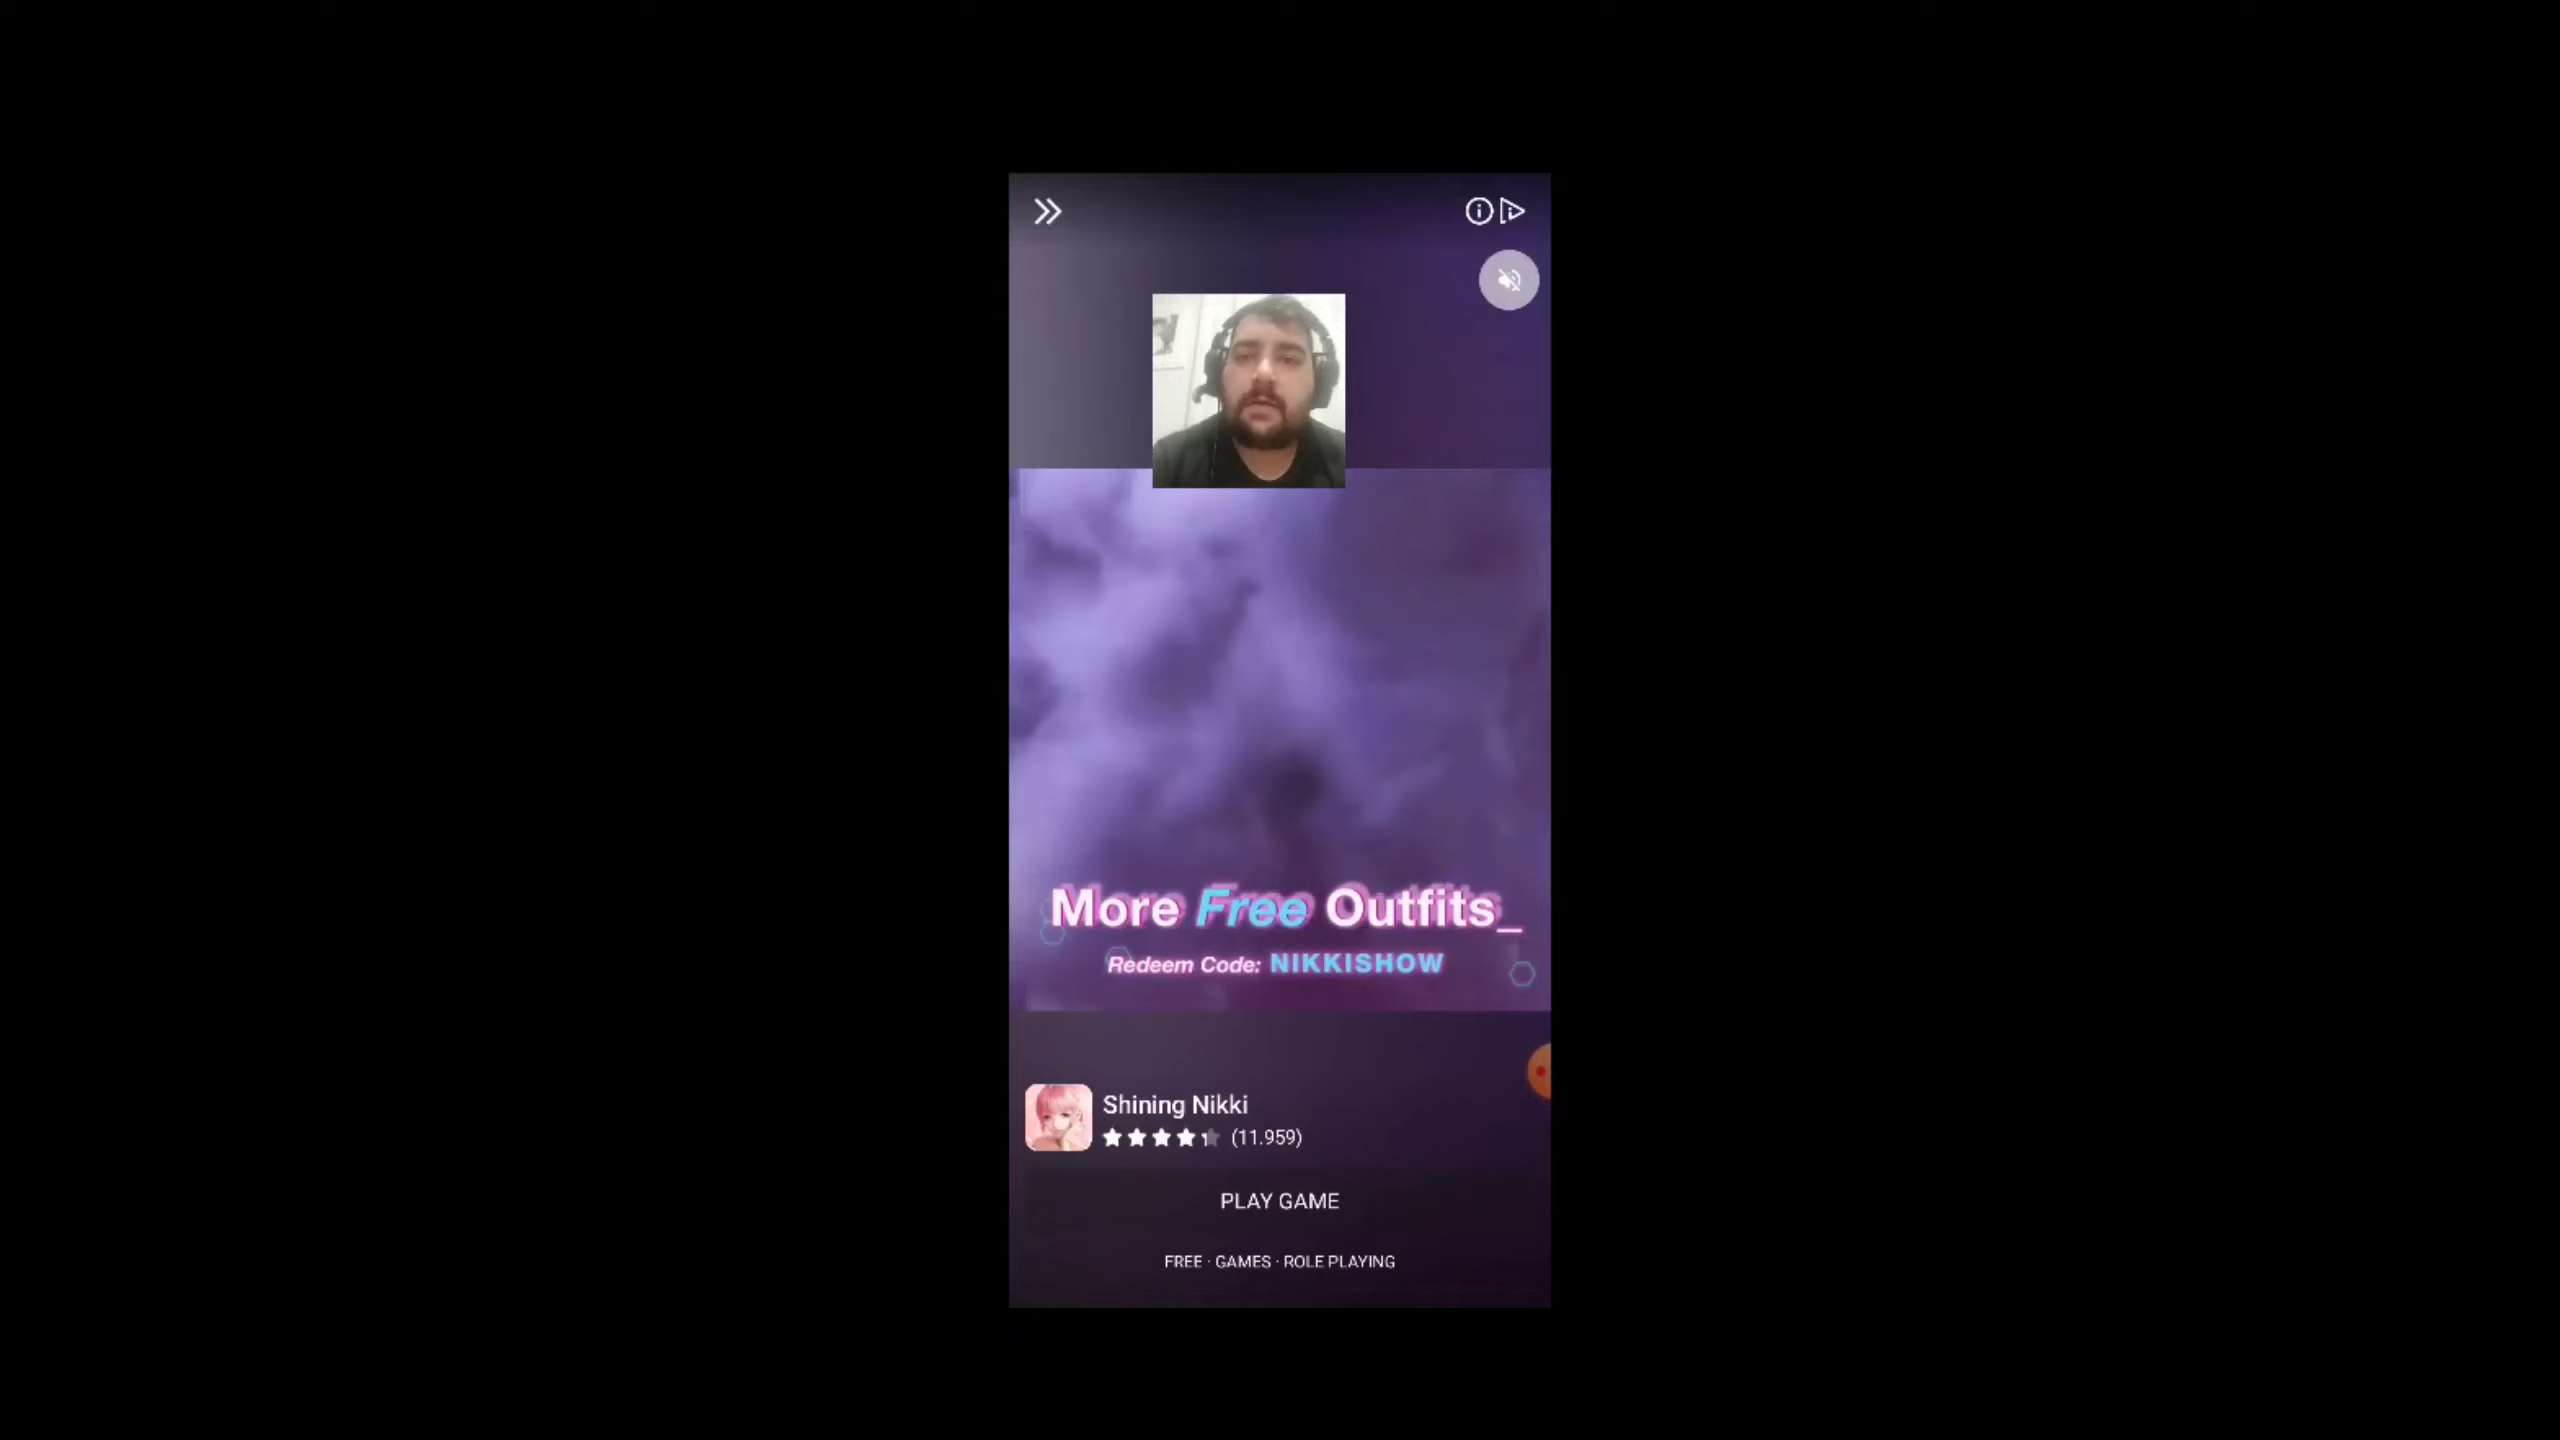 More Free Outfits_
Redeem Code: NIKKISHOW
Shining Nikki
(11.959)
PLAY GAME
FREE · GAMES · ROLE PLAYING